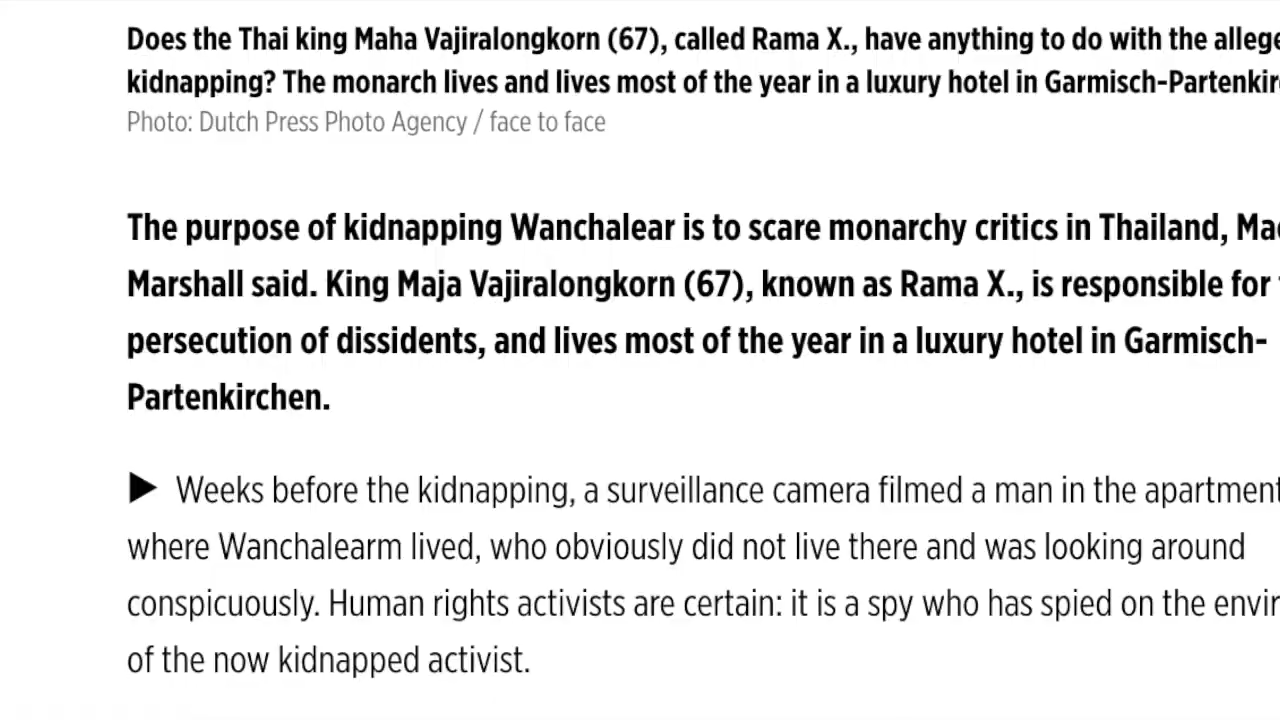 Does the Thai king Maha Vajiralongkorn (67), called Rama X., have anything to do with the
kidnapping? The monarch lives and lives most of the year in a luxury hotel in
Photo: Dutch Press Photo Agency / face to face
The purpose of kidnapping Wanchalear is to scare monarchy critics in Thailand,
Marshall said. King Maja Vajiralongkorn (67), known as Rama X., is responsible for
persecution of dissidents, and lives most of the year in a luxury hotel in Garmisch-
Partenkirchen.
▶ Weeks before the kidnapping, a surveillance camera filmed a man in the apartment
where Wanchalearm lived, who obviously did not live there and was looking around
conspicuously. Human rights activists are certain: it is a spy who has spied on the
of the now kidnapped activist.